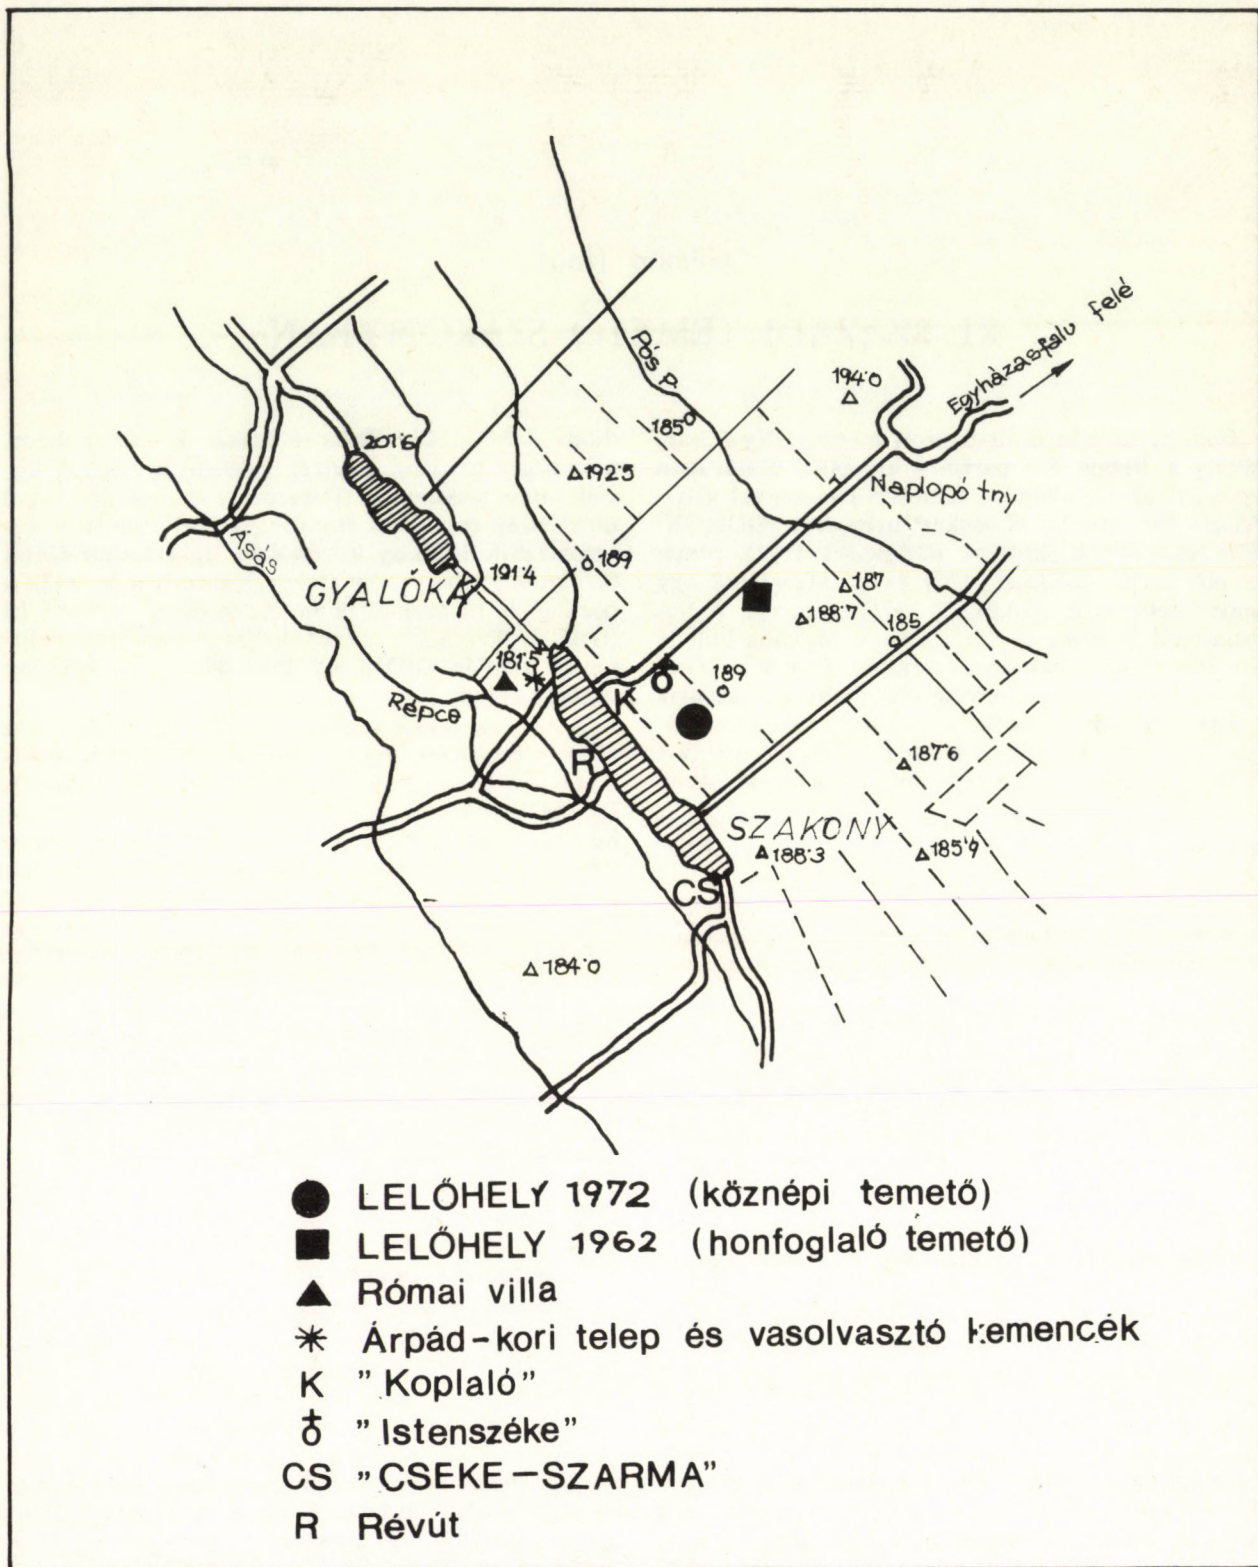 Pós p.
194·0
Egyházasfalu felé
185
201·6
192·5
Naplopó tny
Ásás
189
191·4
187
GYALÓKA
188·7
185
181·5
189
K
Répce
R
187·6
SZAKONY
188·3
185·9
CS
184·0
LELŐHELY 1972 (köznépi temető)
LELŐHELY 1962 (honfoglaló temető)
Római villa
Árpád-kori telep és vasolvasztó kemencék
K "Koplaló"
"Istenszéke"
CS "CSEKE-SZARMA"
R Révút